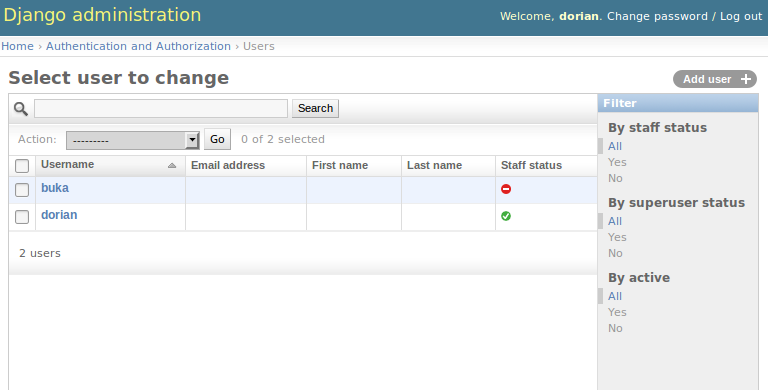 Django administration
Welcome, dorian. Change password / Log out
Home › Authentication and Authorization › Users
Select user to change
Add user +
Search
Action: --------- Go 0 of 2 selected
Username Email address First name Last name Staff status
buka
dorian
2 users
Filter
By staff status
All
Yes
No
By superuser status
All
Yes
No
By active
All
Yes
No